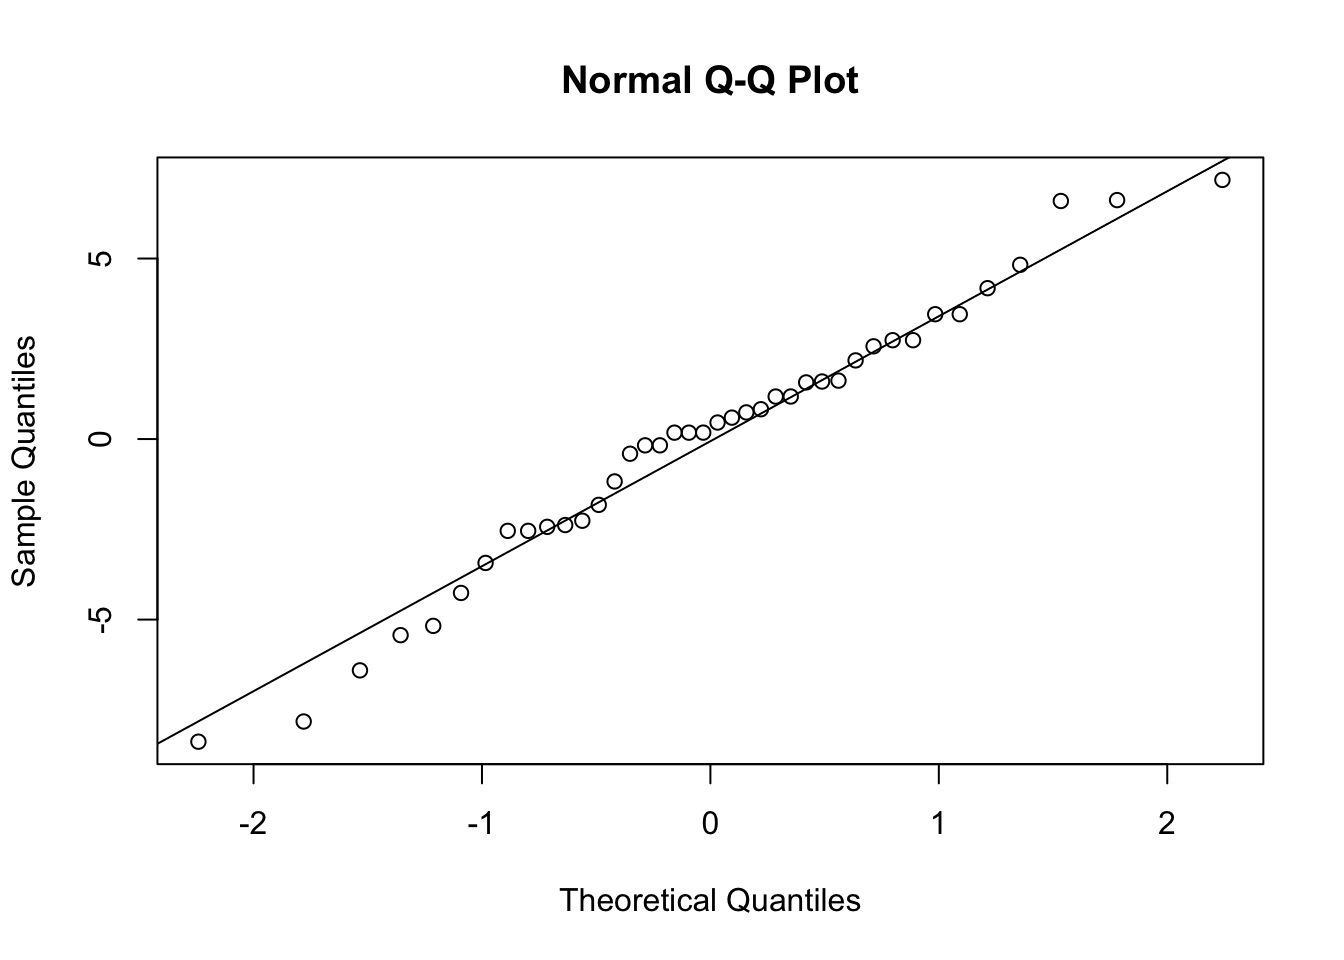 Normal Q-Q Plot
Sample Quantiles
5
0
-5
-2 -1 0 1 2
Theoretical Quantiles